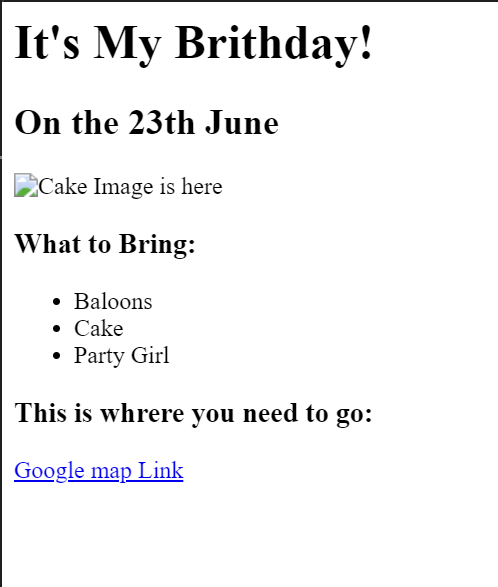 It's My Brithday!
On the 23th June
Cake Image is here
What to Bring:
Baloons
Cake
Party Girl
This is whrere you need to go:
Google map Link